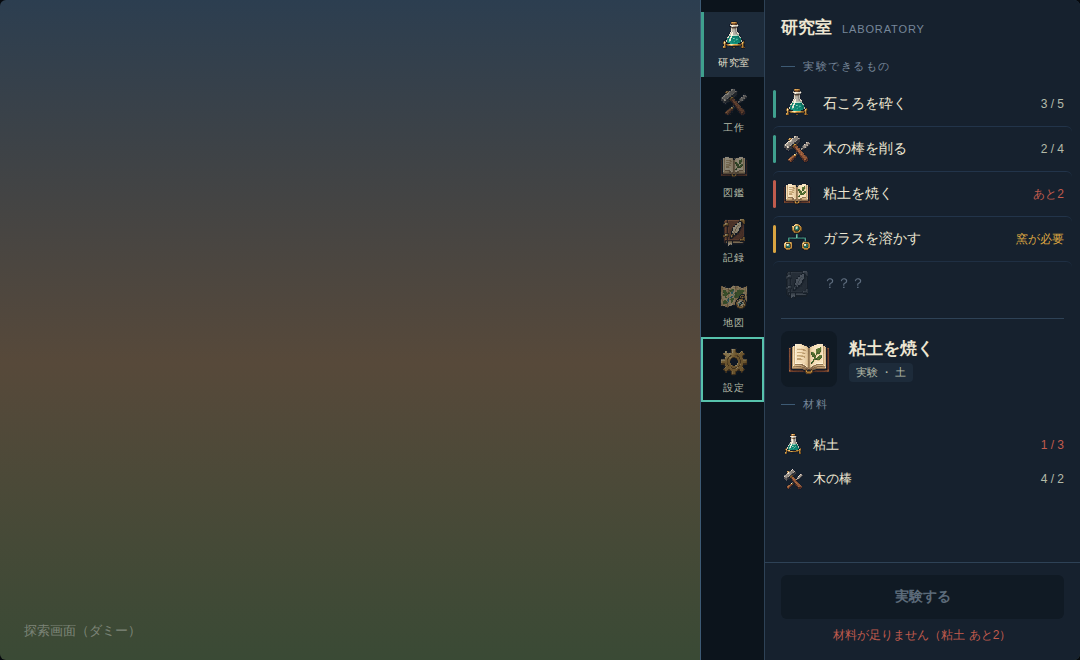 研究室
工作
図鑑
記録
地図
設定
研究室 LABORATORY
実験できるもの
石ころを砕く 3 / 5
木の棒を削る 2 / 4
粘土を焼く あと2
ガラスを溶かす 窯が必要
？？？
粘土を焼く
実験 ・ 土
材料
粘土 1 / 3
木の棒 4 / 2
実験する
材料が足りません（粘土 あと2）
探索画面（ダミー）